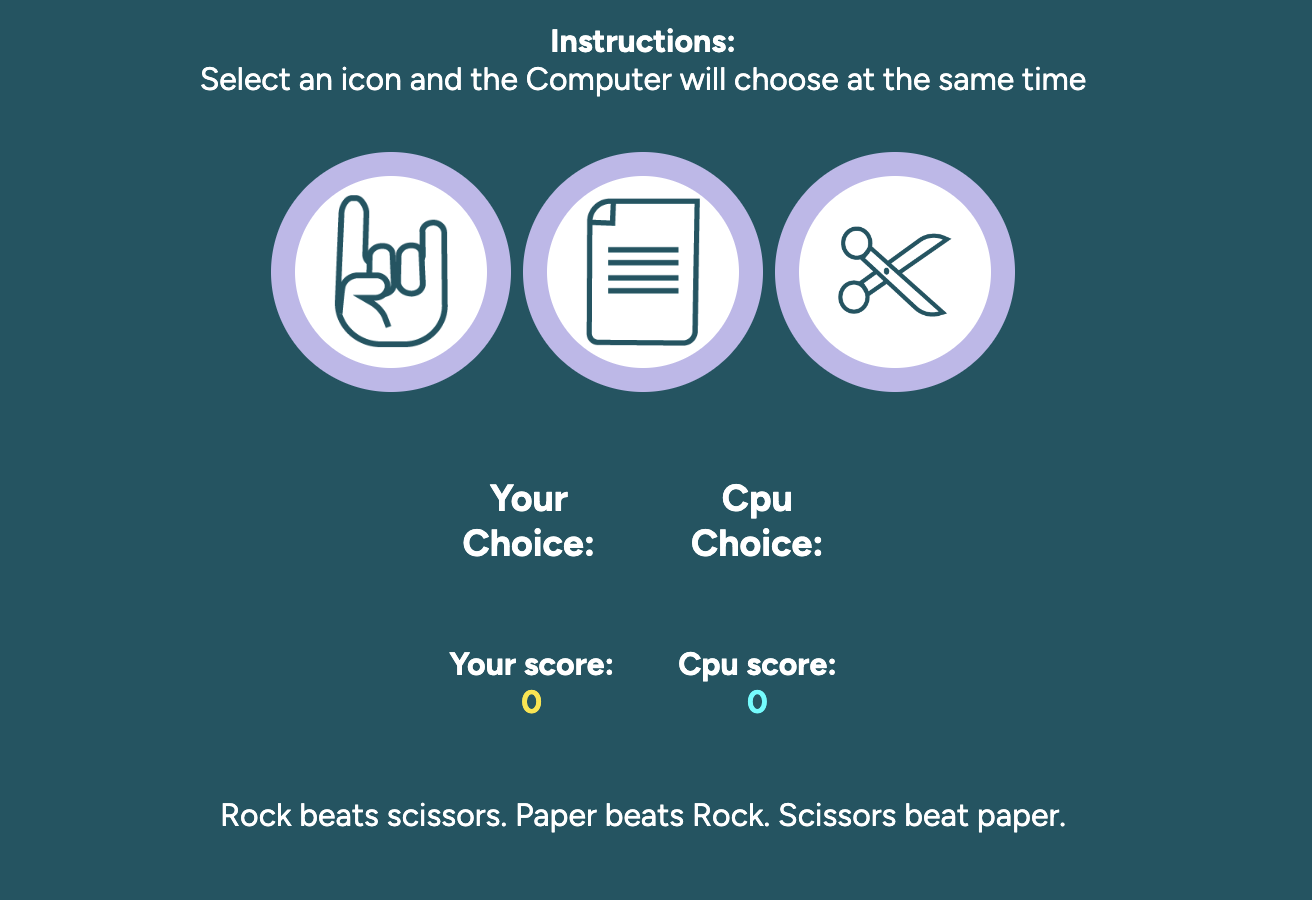 Instructions:
Select an icon and the Computer will choose at the same time
Your
Choice:
Cpu
Choice:
Your score:
0
Cpu score:
0
Rock beats scissors. Paper beats Rock. Scissors beat paper.